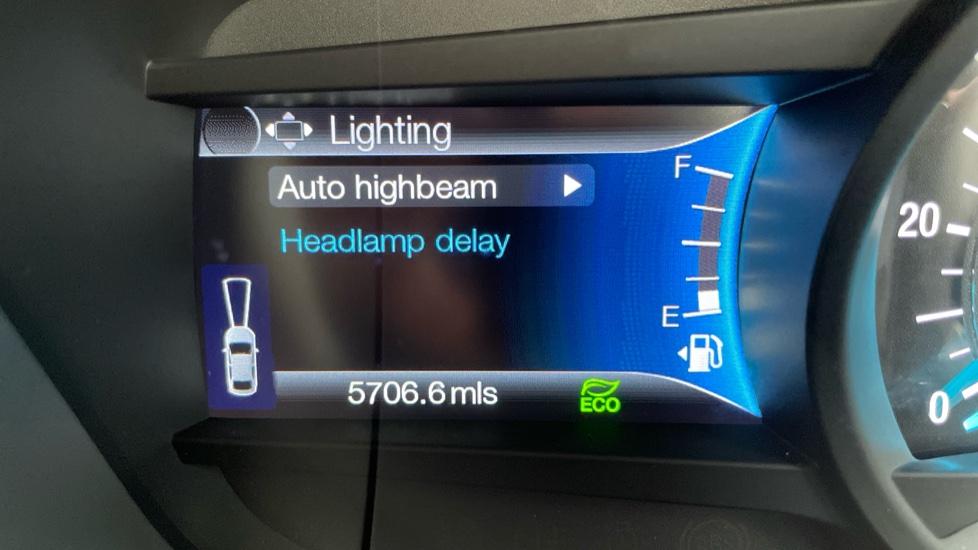 Lighting
Auto highbeam
Headlamp delay
F
E
5706.6 mls
ECO
20
0